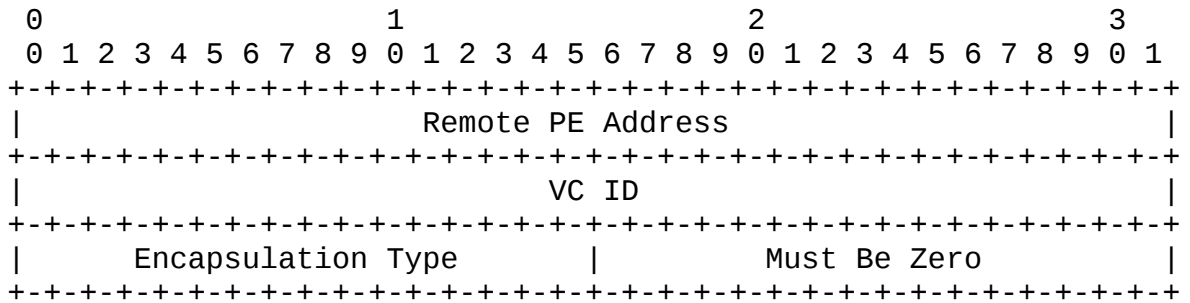 0                   1                   2                   3
 0 1 2 3 4 5 6 7 8 9 0 1 2 3 4 5 6 7 8 9 0 1 2 3 4 5 6 7 8 9 0 1
+-+-+-+-+-+-+-+-+-+-+-+-+-+-+-+-+-+-+-+-+-+-+-+-+-+-+-+-+-+-+-+-+
|                      Remote PE Address                        |
+-+-+-+-+-+-+-+-+-+-+-+-+-+-+-+-+-+-+-+-+-+-+-+-+-+-+-+-+-+-+-+-+
|                             VC ID                             |
+-+-+-+-+-+-+-+-+-+-+-+-+-+-+-+-+-+-+-+-+-+-+-+-+-+-+-+-+-+-+-+-+
|      Encapsulation Type       |         Must Be Zero          |
+-+-+-+-+-+-+-+-+-+-+-+-+-+-+-+-+-+-+-+-+-+-+-+-+-+-+-+-+-+-+-+-+